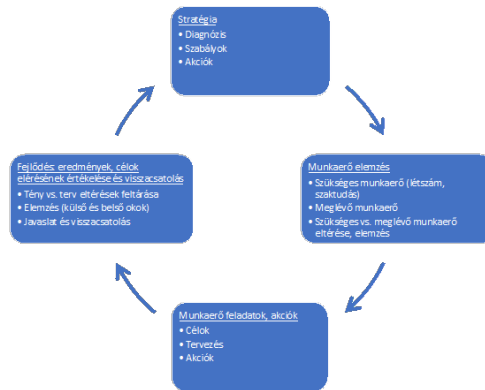 Stratégia
• Diagnózis
• Szabályok
• Akciók
Munkaerő elemzés
• Szükséges munkaerő (létszám,
szaktudás)
• Meglévő munkaerő
• Szükséges vs. meglévő munkaerő
eltérése, elemzés
Munkaerő feladatok, akciók
• Célok
• Tervezés
• Akciók
Fejlődés: eredmények, célok
elérésének értékelése és visszacsatolás
• Tény vs. terv eltérések feltárása
• Elemzés (külső és belső okok)
• Javaslat és visszacsatolás